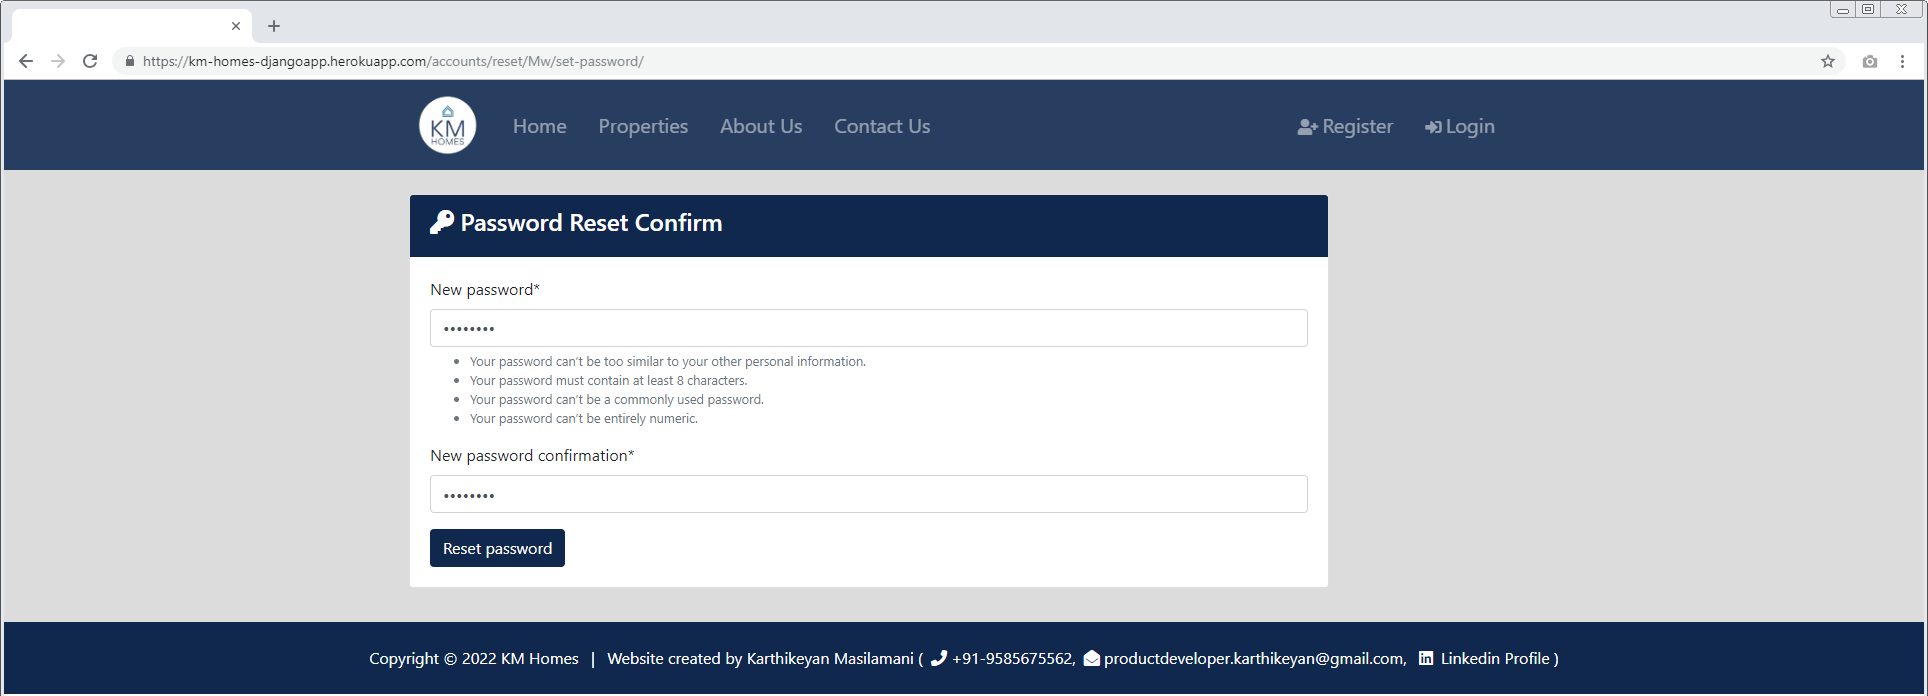 https://km-homes-djangoapp.herokuapp.com/accounts/reset/Mw/set-password/
KM HOMES
Home Properties About Us Contact Us Register Login
Password Reset Confirm
New password*
••••••••
• Your password can't be too similar to your other personal information.
• Your password must contain at least 8 characters.
• Your password can't be a commonly used password.
• Your password can't be entirely numeric.
New password confirmation*
••••••••
Reset password
Copyright © 2022 KM Homes | Website created by Karthikeyan Masilamani ( +91-9585675562, productdeveloper.karthikeyan@gmail.com, in Linkedin Profile )